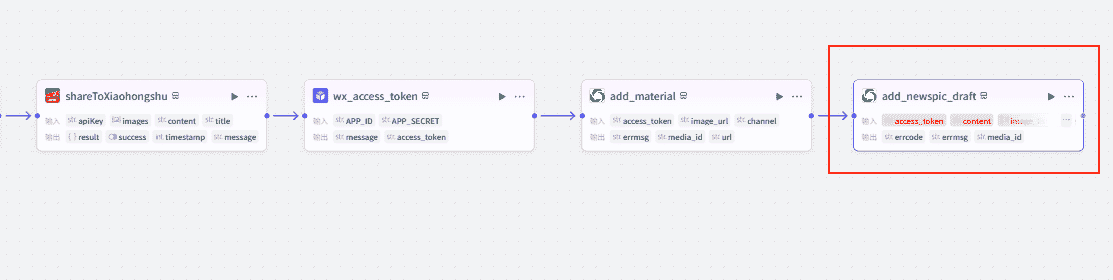 shareToXiaohongshu
输入 str. apiKey images str. content str. title
输出 { } result success str. timestamp str. message
wx_access_token
输入 str. APP_ID str. APP_SECRET
输出 str. message str. access_token
add_material
输入 str. access_token str. image_url str. channel
输出 str. errmsg str. media_id str. url
add_newspic_draft
输入 access_token content
输出 str. errcode str. errmsg str. media_id